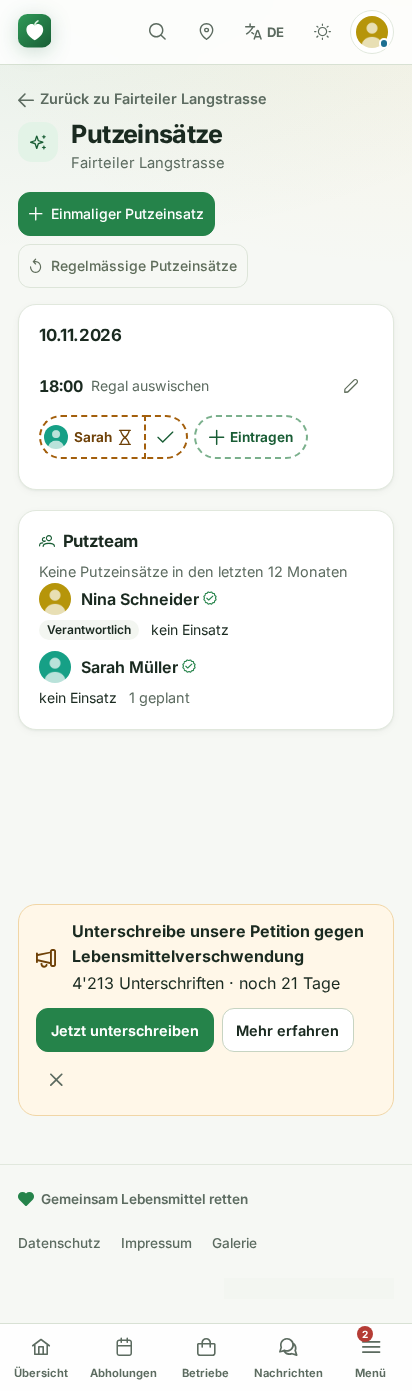 DE
Zurück zu Fairteiler Langstrasse
Putzeinsätze
Fairteiler Langstrasse
Einmaliger Putzeinsatz
Regelmässige Putzeinsätze
10.11.2026
18:00 Regal auswischen
Sarah
Eintragen
Putzteam
Keine Putzeinsätze in den letzten 12 Monaten
Nina Schneider
Verantwortlich kein Einsatz
Sarah Müller
kein Einsatz 1 geplant
Unterschreibe unsere Petition gegen
Lebensmittelverschwendung
4'213 Unterschriften · noch 21 Tage
Jetzt unterschreiben Mehr erfahren
Gemeinsam Lebensmittel retten
Datenschutz Impressum Galerie
2
Übersicht Abholungen Betriebe Nachrichten Menü